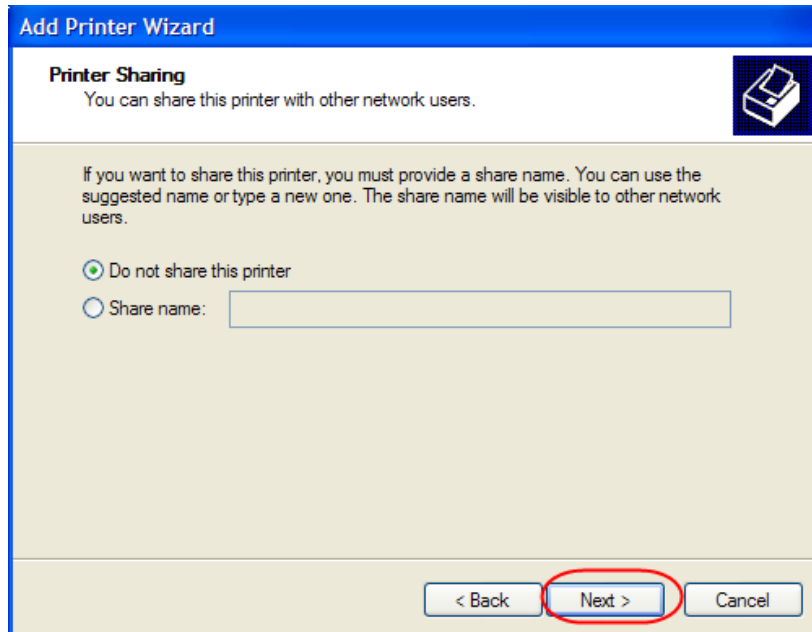 Add Printer Wizard
Printer Sharing
You can share this printer with other network users.
If you want to share this printer, you must provide a share name. You can use the
suggested name or type a new one. The share name will be visible to other network
users.
Do not share this printer
Share name:
< Back Next > Cancel